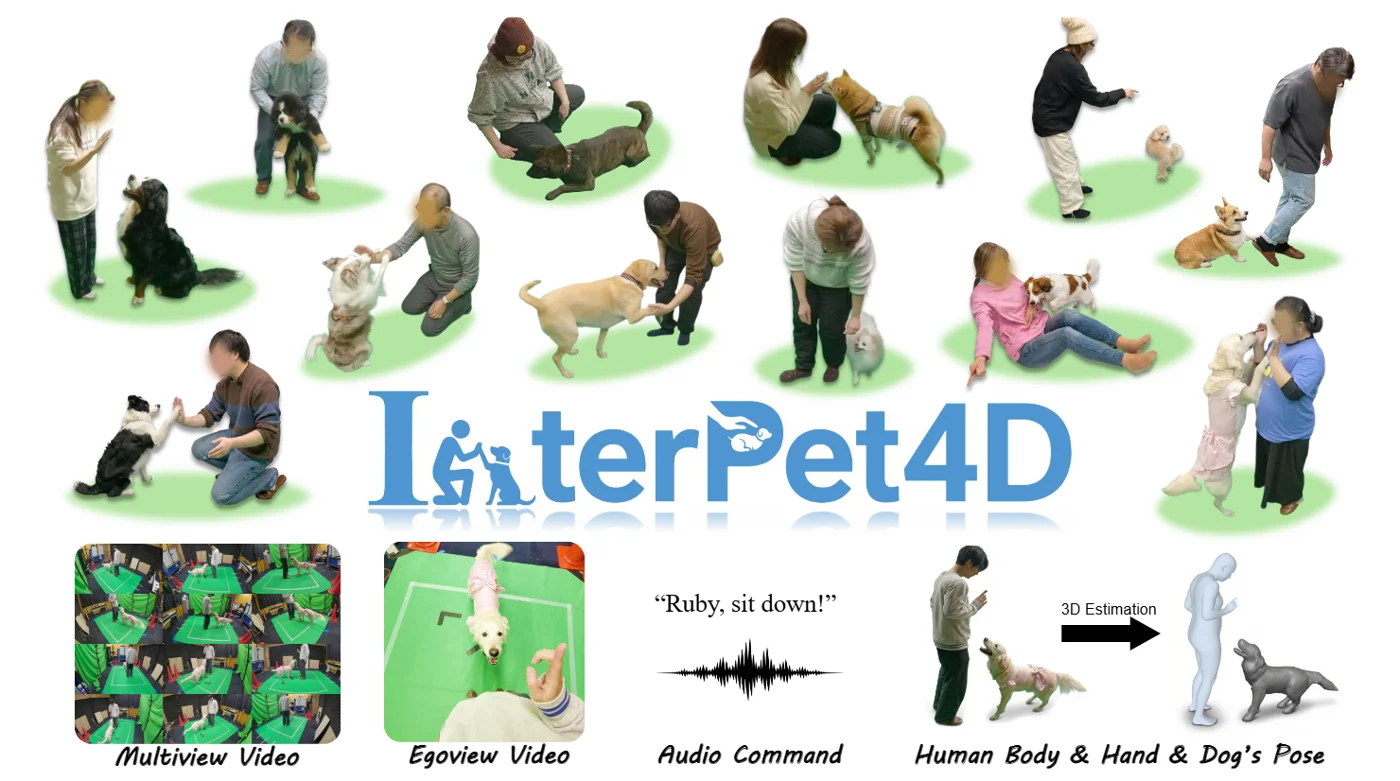 InterPet4D
“Ruby, sit down!”
3D Estimation
Multiview Video
Egoview Video
Audio Command
Human Body & Hand & Dog's Pose